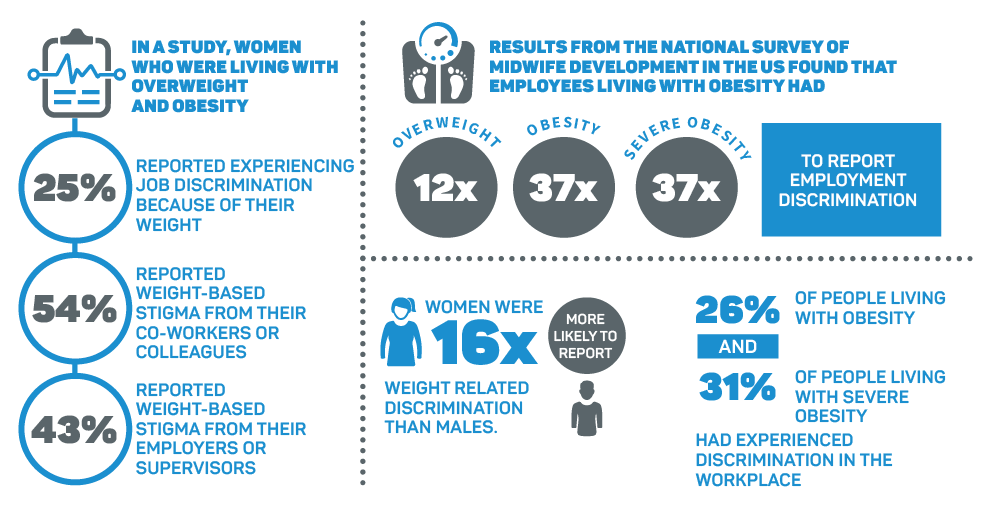 IN A STUDY, WOMEN
WHO WERE LIVING WITH
OVERWEIGHT
AND OBESITY
25%
REPORTED EXPERIENCING
JOB DISCRIMINATION
BECAUSE OF THEIR
WEIGHT
54%
REPORTED
WEIGHT-BASED
STIGMA FROM THEIR
CO-WORKERS OR
COLLEAGUES
43%
REPORTED
WEIGHT-BASED
STIGMA FROM THEIR
EMPLOYERS OR
SUPERVISORS
RESULTS FROM THE NATIONAL SURVEY OF
MIDWIFE DEVELOPMENT IN THE US FOUND THAT
EMPLOYEES LIVING WITH OBESITY HAD
OVERWEIGHT
12x
OBESITY
37x
SEVERE OBESITY
37x
TO REPORT
EMPLOYMENT
DISCRIMINATION
WOMEN WERE
16x
MORE
LIKELY TO
REPORT
WEIGHT RELATED
DISCRIMINATION
THAN MALES.
26%
OF PEOPLE LIVING
WITH OBESITY
AND
31%
OF PEOPLE LIVING
WITH SEVERE
OBESITY
HAD EXPERIENCED
DISCRIMINATION IN THE
WORKPLACE